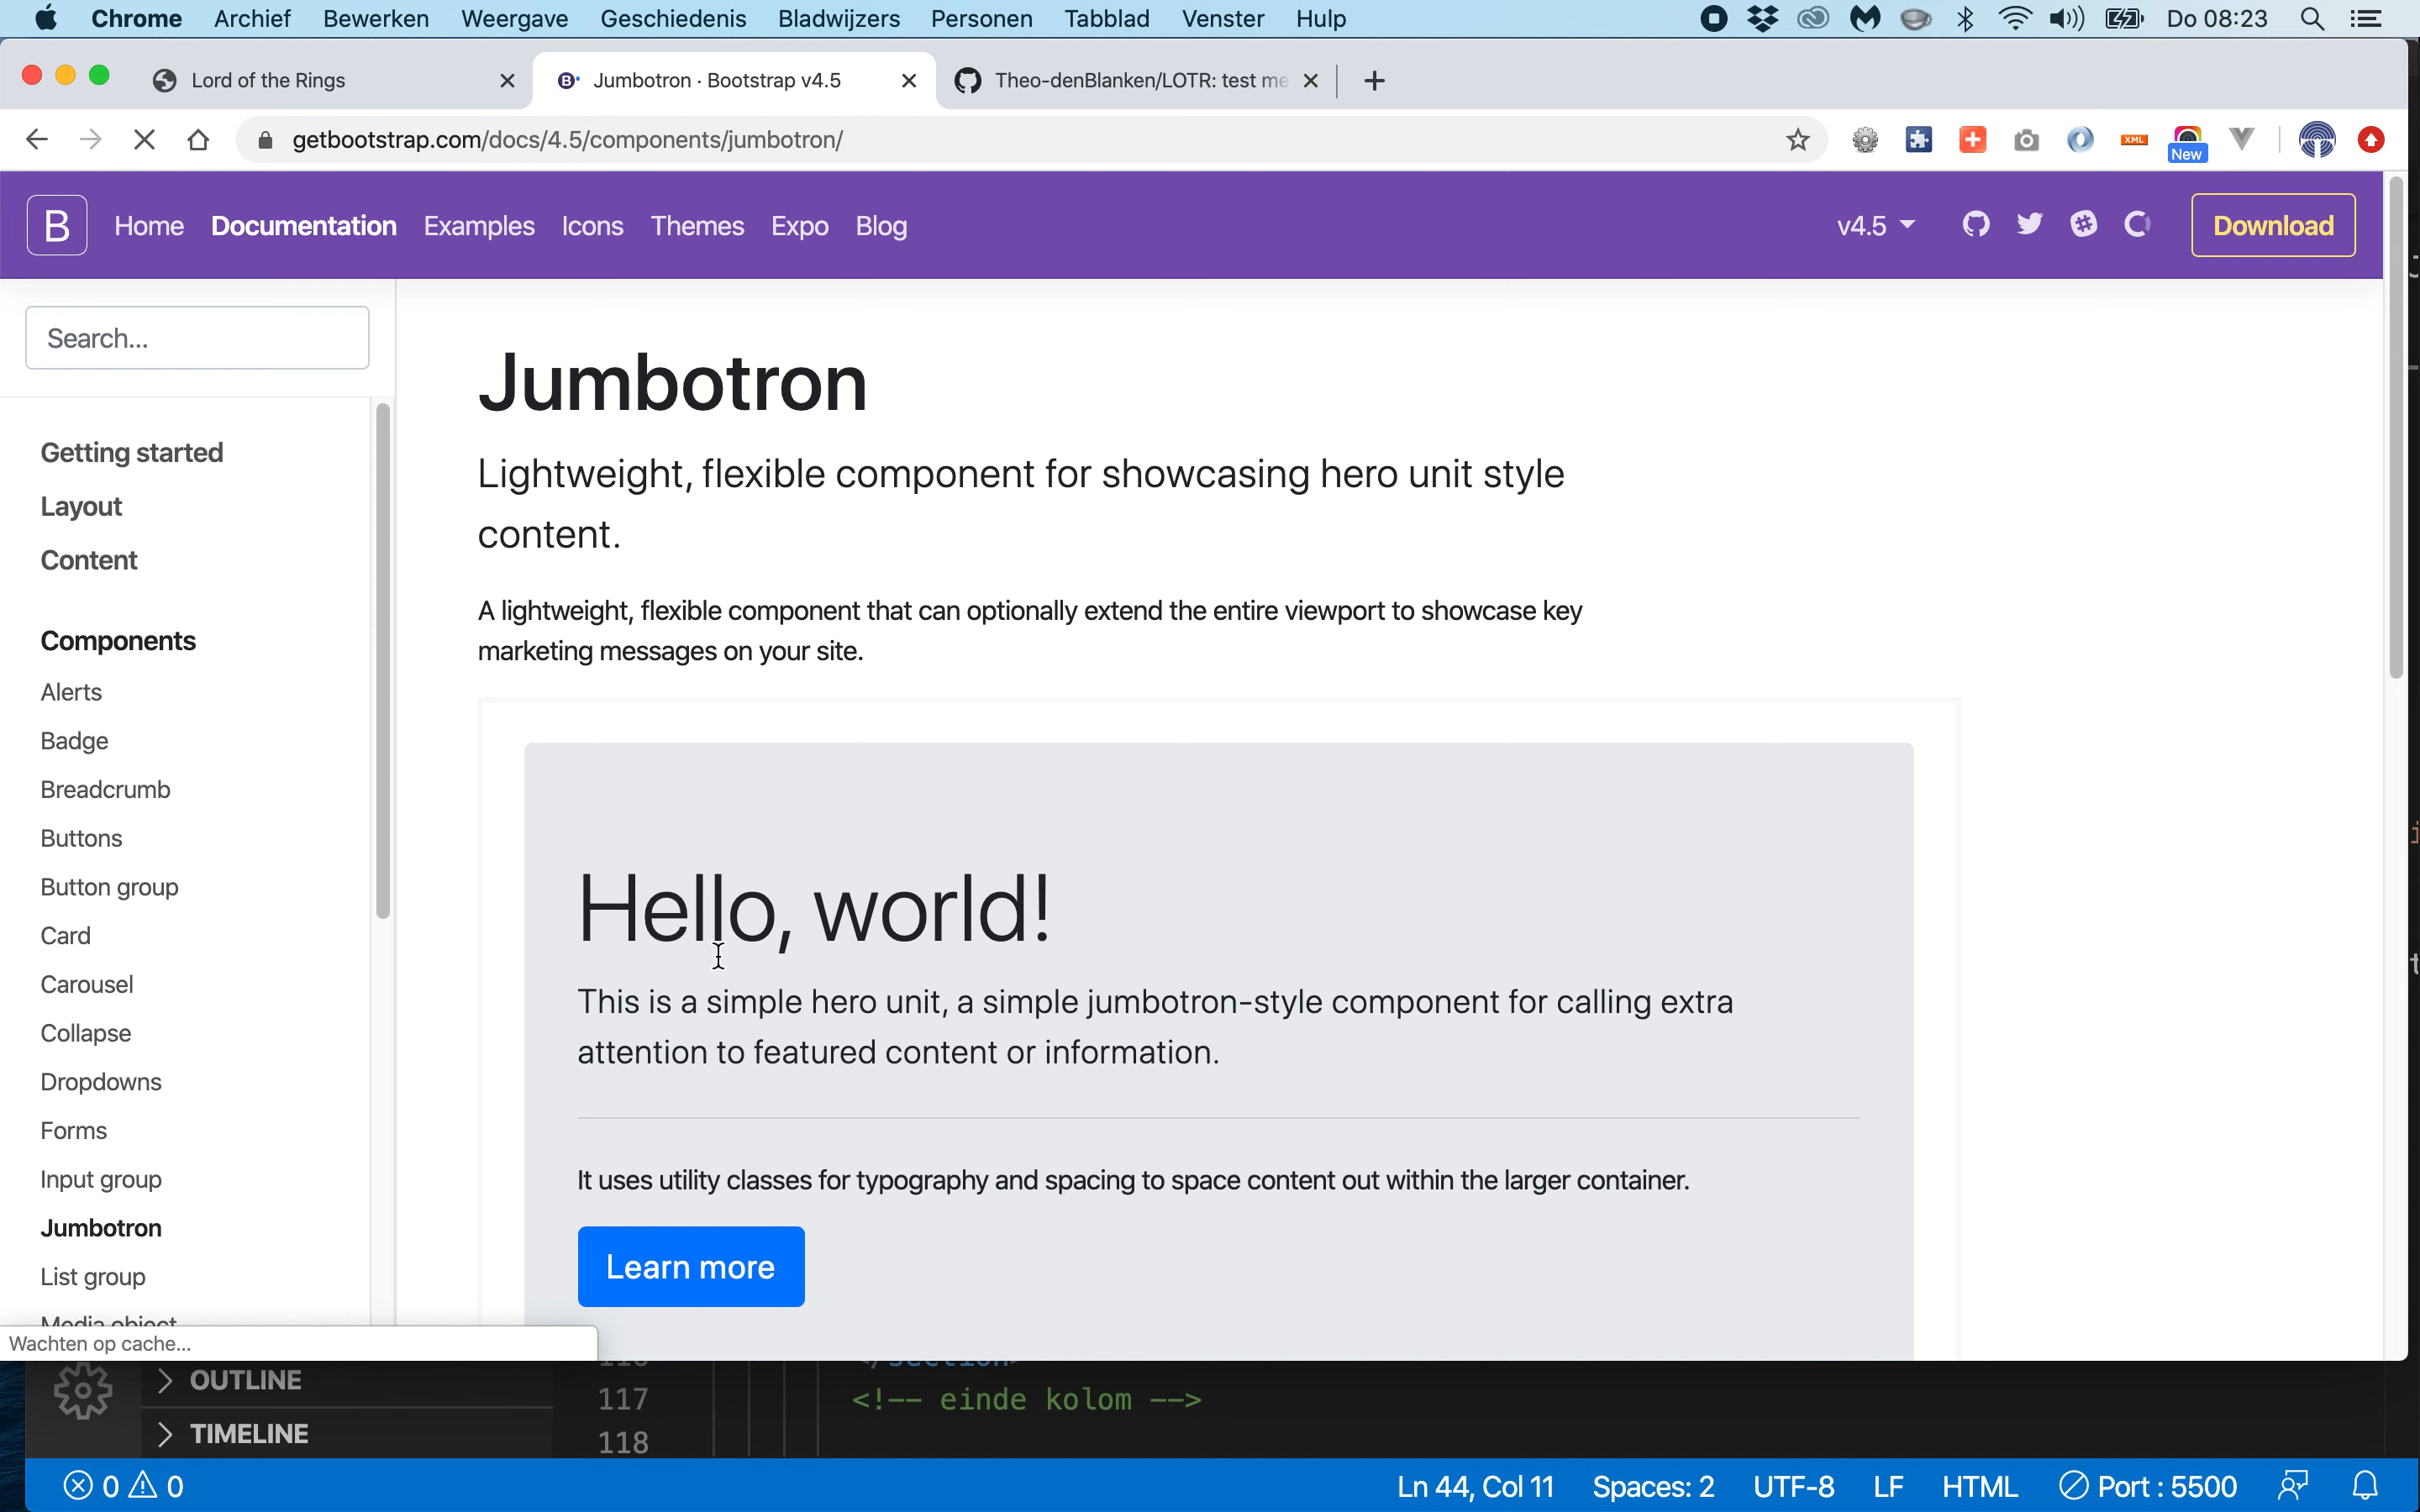 Chrome Archief Bewerken Weergave Geschiedenis Bladwijzers Personen Tabblad Venster Hulp Do 08:23
Lord of the Rings
Jumbotron · Bootstrap v4.5
Theo-denBlanken/LOTR: test me
getbootstrap.com/docs/4.5/components/jumbotron/
XML
New
B Home Documentation Examples Icons Themes Expo Blog v4.5 Download
Search...
Getting started
Layout
Content
Components
Alerts
Badge
Breadcrumb
Buttons
Button group
Card
Carousel
Collapse
Dropdowns
Forms
Input group
Jumbotron
List group
Media object
Wachten op cache...
Jumbotron
Lightweight, flexible component for showcasing hero unit style
content.
A lightweight, flexible component that can optionally extend the entire viewport to showcase key
marketing messages on your site.
Hello, world!
This is a simple hero unit, a simple jumbotron-style component for calling extra
attention to featured content or information.
It uses utility classes for typography and spacing to space content out within the larger container.
Learn more
OUTLINE
TIMELINE
117 <!-- einde kolom -->
118
0 0 Ln 44, Col 11 Spaces: 2 UTF-8 LF HTML Port : 5500